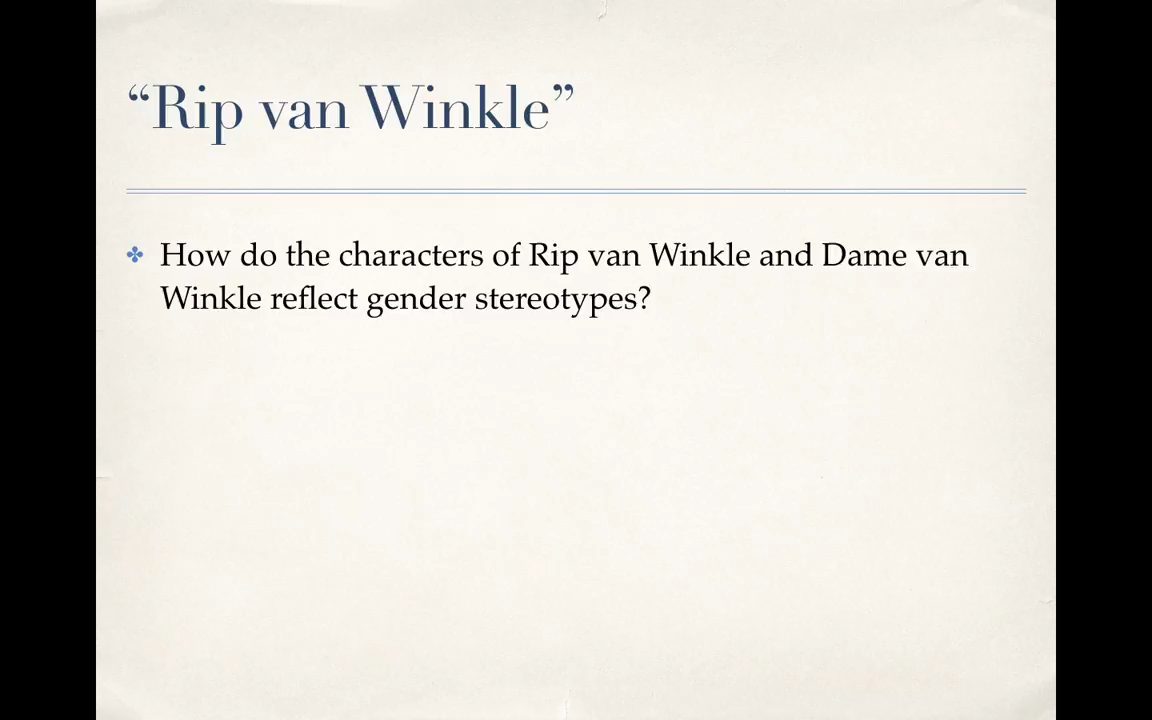 “Rip van Winkle”
How do the characters of Rip van Winkle and Dame van
Winkle reflect gender stereotypes?